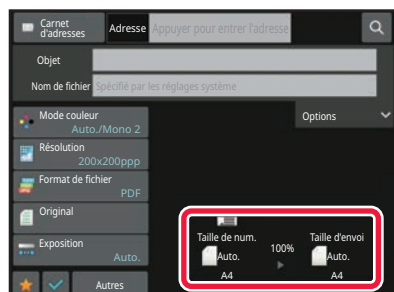 Carnet
d'adresses
Adresse
Appuyer pour entrer l'adresse
Objet
Nom de fichier
Spécifié par les réglages système
Mode couleur
Auto./Mono 2
Options
Résolution
200x200ppp
Format de fichier
PDF
Original
Exposition
Auto.
Taille de num.
100%
Taille d'envoi
Auto.
Auto.
A4
A4
Autres